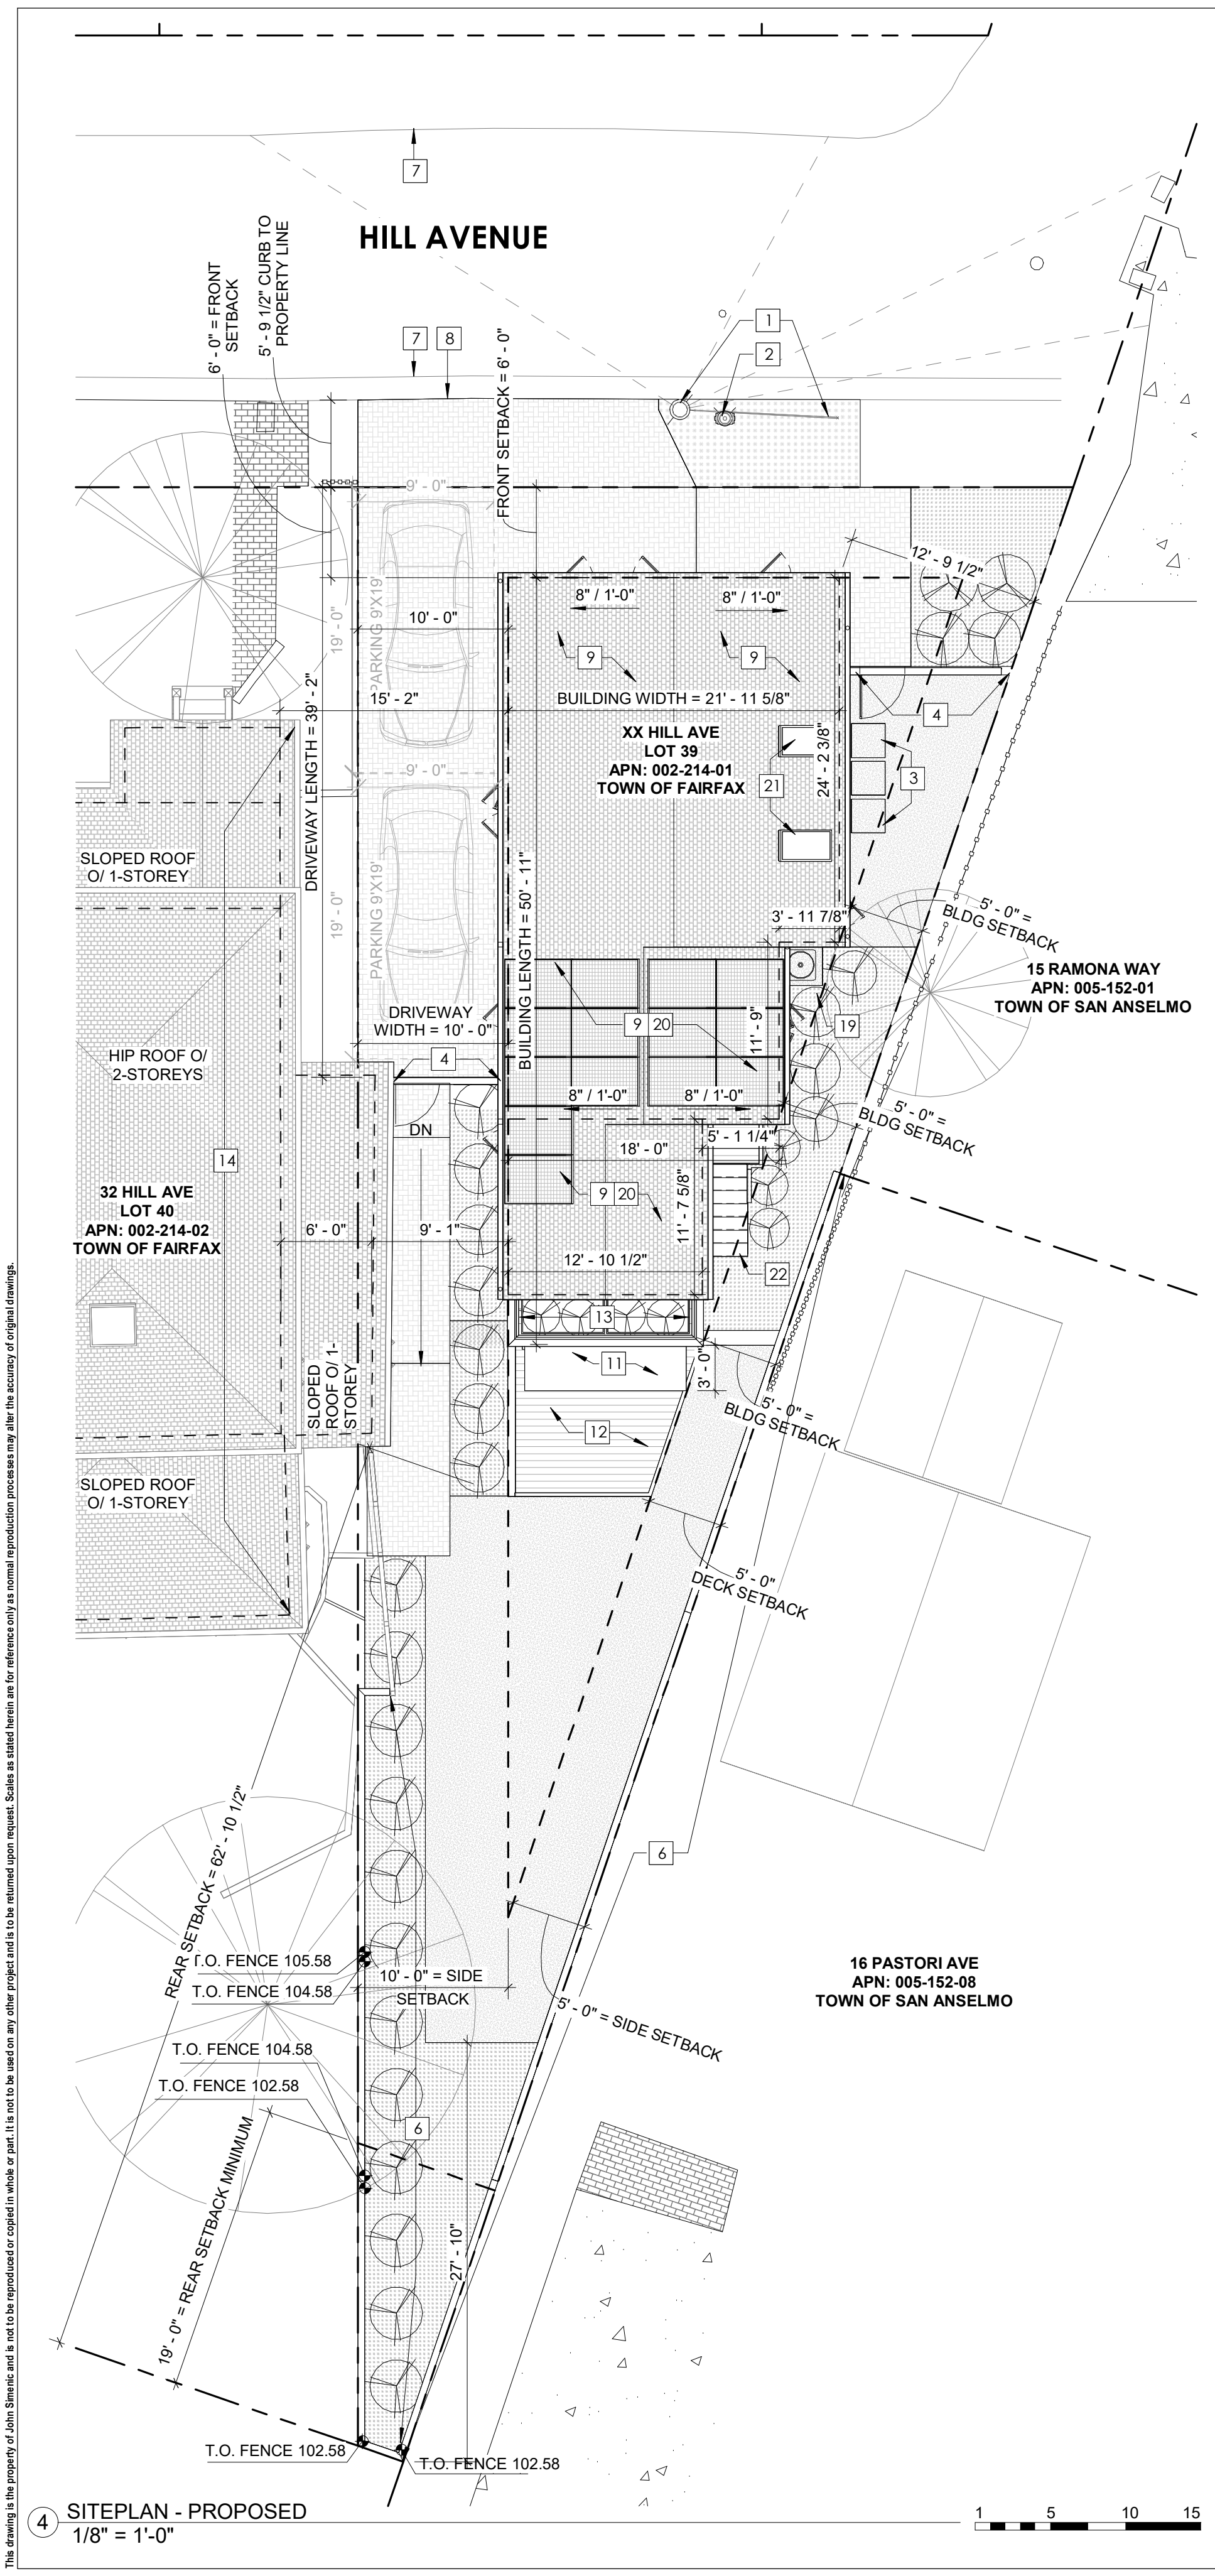 7
HILL AVENUE
6' - 0" = FRONT
SETBACK
5' - 9 1/2" CURB TO
PROPERTY LINE
1
2
7
8
FRONT SETBACK = 6' - 0"
9' - 0"
12' - 9 1/2"
8" / 1'-0"
8" / 1'-0"
10' - 0"
19' - 0"
PARKING 9'X19'
9
9
DRIVEWAY LENGTH = 39' - 2"
15' - 2"
BUILDING WIDTH = 21' - 11 5/8"
4
XX HILL AVE
LOT 39
APN: 002-214-01
TOWN OF FAIRFAX
24' - 2 3/8"
21
3
9' - 0"
SLOPED ROOF
O/ 1-STOREY
19' - 0"
PARKING 9'X19'
BUILDING LENGTH = 50' - 11"
3' - 11 7/8"
5' - 0" =
BLDG SETBACK
15 RAMONA WAY
APN: 005-152-01
TOWN OF SAN ANSELMO
DRIVEWAY
WIDTH = 10' - 0"
9
20
11' - 9"
19
HIP ROOF O/
2-STOREYS
4
8" / 1'-0"
8" / 1'-0"
5' - 0" =
BLDG SETBACK
DN
5' - 1 1/4"
18' - 0"
14
32 HILL AVE
LOT 40
APN: 002-214-02
TOWN OF FAIRFAX
9
20
6' - 0"
9' - 1"
11' - 7 5/8"
12' - 10 1/2"
22
13
SLOPED
ROOF O/ 1-
STOREY
11
3' - 0"
5' - 0" =
BLDG SETBACK
12
SLOPED ROOF
O/ 1-STOREY
5' - 0"
DECK SETBACK
REAR SETBACK = 62' - 10 1/2"
6
T.O. FENCE 105.58
T.O. FENCE 104.58
10' - 0" = SIDE
SETBACK
5' - 0" = SIDE SETBACK
16 PASTORI AVE
APN: 005-152-08
TOWN OF SAN ANSELMO
T.O. FENCE 104.58
T.O. FENCE 102.58
6
19' - 0" = REAR SETBACK MINIMUM
27' - 10"
T.O. FENCE 102.58
T.O. FENCE 102.58
4
SITEPLAN - PROPOSED
1/8" = 1'-0"
1 5 10 15
This drawing is the property of John Simenic and is not to be reproduced or copied in whole or part. It is not to be used on any other project and is to be returned upon request. Scales as stated herein are for reference only as normal reproduction processes may alter the accuracy of original drawings.